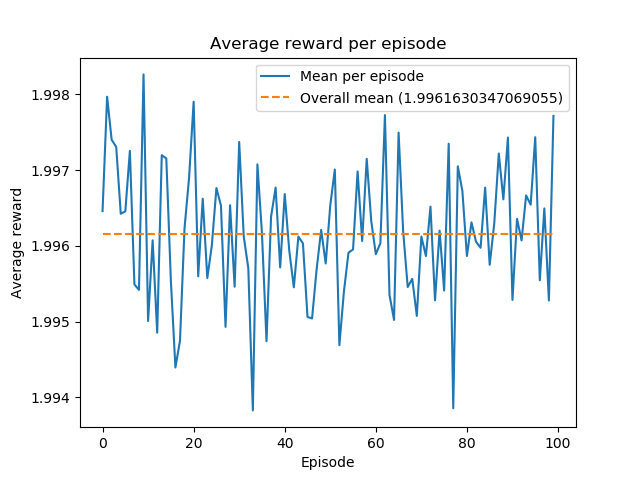 Average reward per episode
Mean per episode
Overall mean (1.9961630347069055)
1.998
1.997
1.996
1.995
1.994
Average reward
0
20
40
60
80
100
Episode